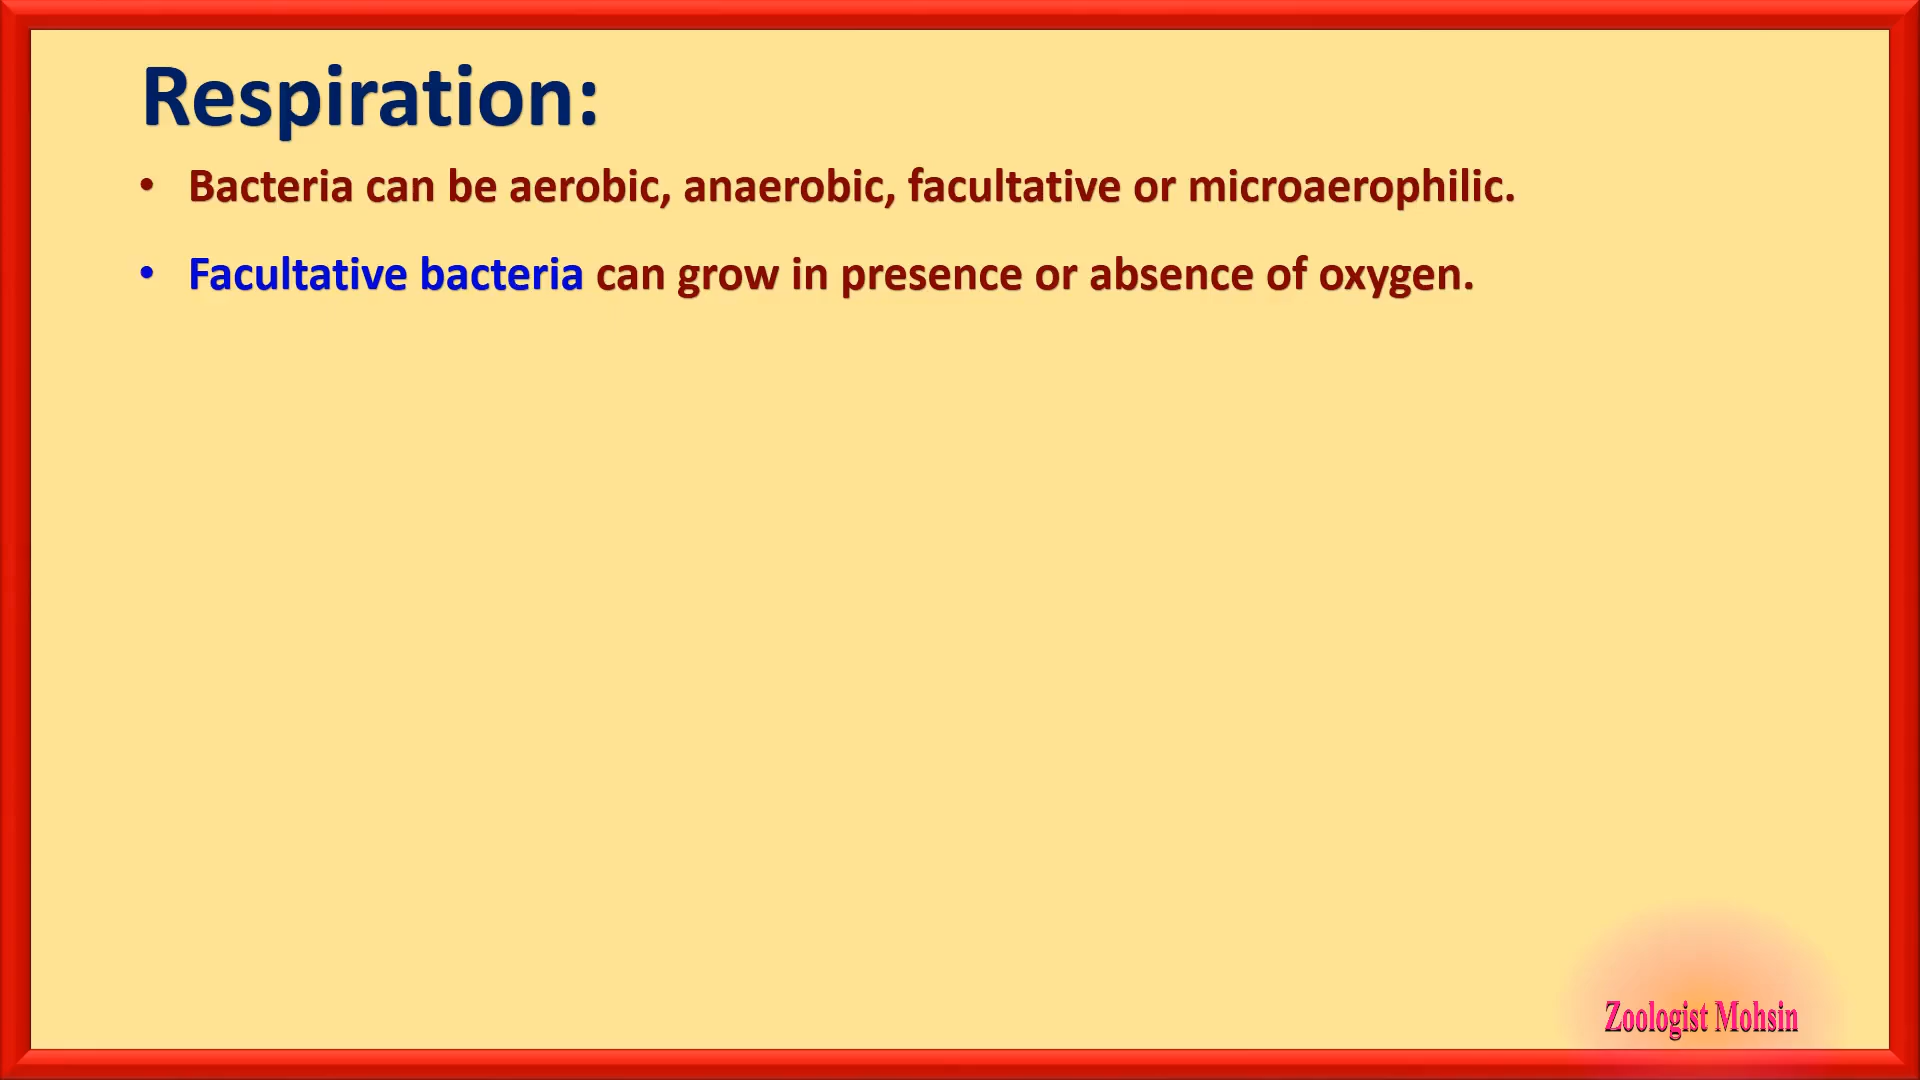 Respiration:
• Bacteria can be aerobic, anaerobic, facultative or microaerophilic.
• Facultative bacteria can grow in presence or absence of oxygen.
Zoologist Mohsin